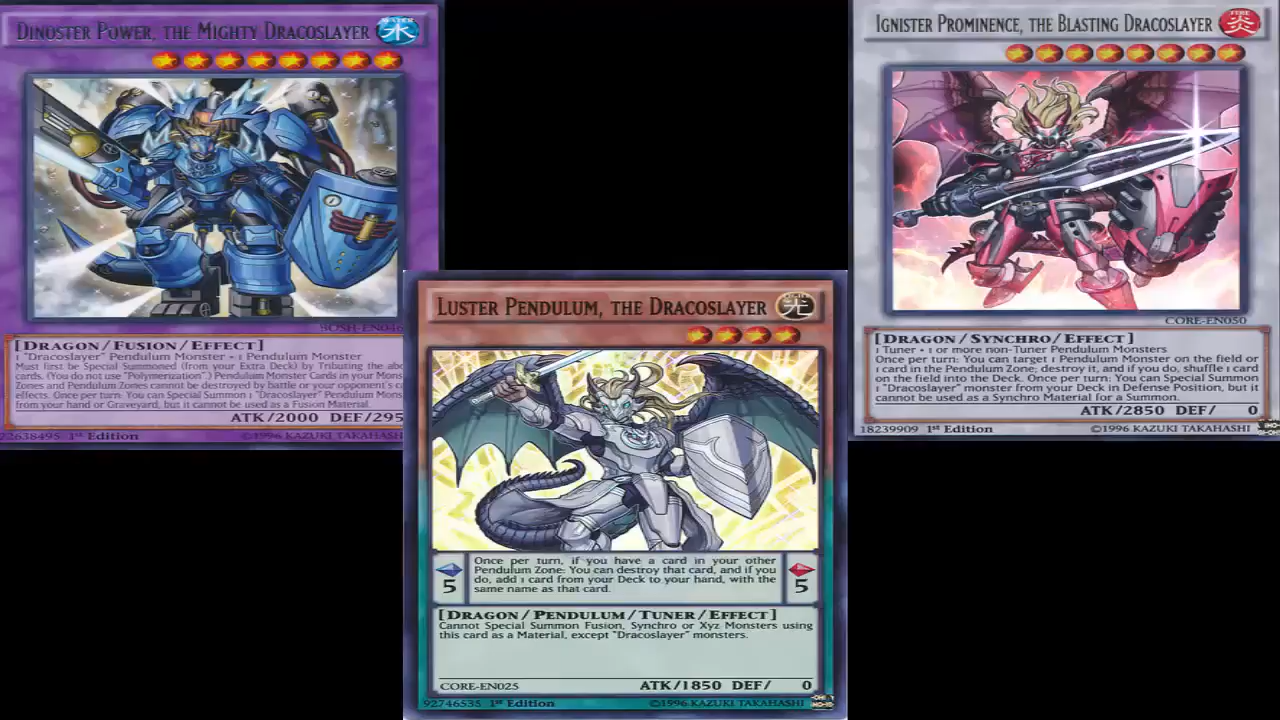 DINOSTER POWER, THE MIGHTY DRACOSLAYER
WATER
水
BOSH-EN046
[DRAGON/FUSION/EFFECT]
1 "Dracoslayer" Pendulum Monster + 1 Pendulum Monster
Must first be Special Summoned (from your Extra Deck) by Tributing the abo
cards. (You do not use "Polymerization".) Pendulum Monster Cards in your Mons
Zones and Pendulum Zones cannot be destroyed by battle or your opponent's c
effects. Once per turn: You can Special Summon 1 "Dracoslayer" Pendulum Mons
from your hand or Graveyard, but it cannot be used as a Fusion Material.
ATK/2000 DEF/295
72638495 1st Edition
©1996 KAZUKI TAKAHASHI
LUSTER PENDULUM, THE DRACOSLAYER
LIGHT
光
Once per turn, if you have a card in your other
Pendulum Zone: You can destroy that card, and if you
do, add 1 card from your Deck to your hand, with the
same name as that card.
5
5
[DRAGON/PENDULUM/TUNER/EFFECT]
Cannot Special Summon Fusion, Synchro or Xyz Monsters using
this card as a Material, except "Dracoslayer" monsters.
CORE-EN025
ATK/1850 DEF/ 0
92746535 1st Edition
©1996 KAZUKI TAKAHASHI
IGNISTER PROMINENCE, THE BLASTING DRACOSLAYER
FIRE
炎
CORE-EN050
[DRAGON/SYNCHRO/EFFECT]
1 Tuner + 1 or more non-Tuner Pendulum Monsters
Once per turn: You can target 1 Pendulum Monster on the field or
1 card in the Pendulum Zone; destroy it, and if you do, shuffle 1 card
on the field into the Deck. Once per turn: You can Special Summon
1 "Dracoslayer" monster from your Deck in Defense Position, but it
cannot be used as a Synchro Material for a Summon.
ATK/2850 DEF/ 0
18239909 1st Edition
©1996 KAZUKI TAKAHASHI